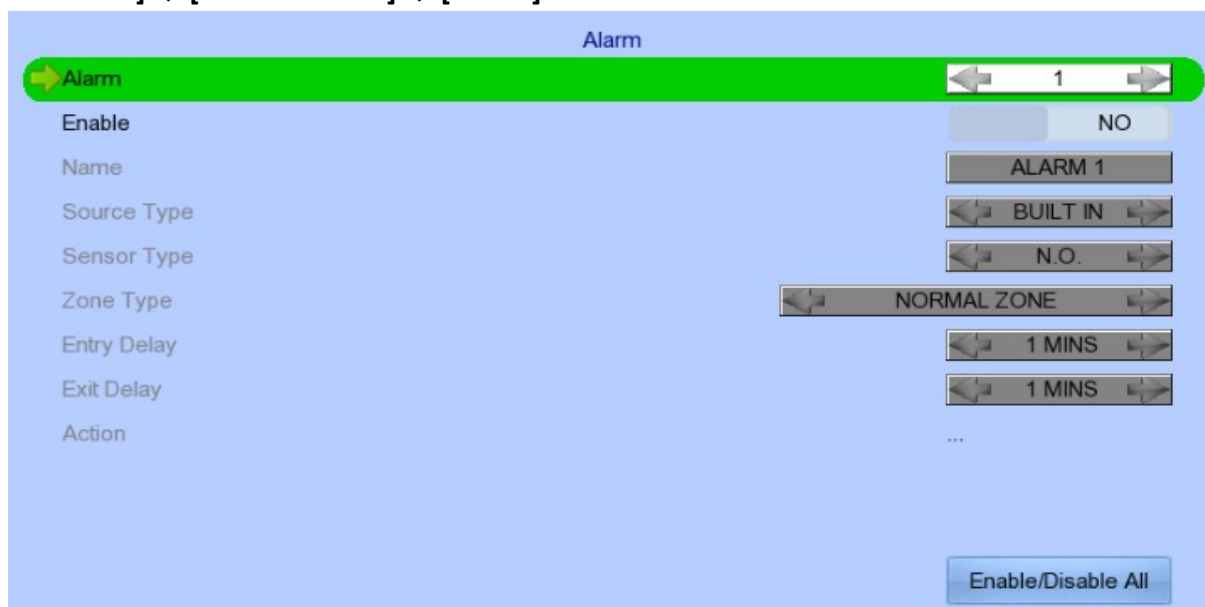 Alarm
Alarm 1
Enable NO
Name ALARM 1
Source Type BUILT IN
Sensor Type N.O.
Zone Type NORMAL ZONE
Entry Delay 1 MINS
Exit Delay 1 MINS
Action ...
Enable/Disable All